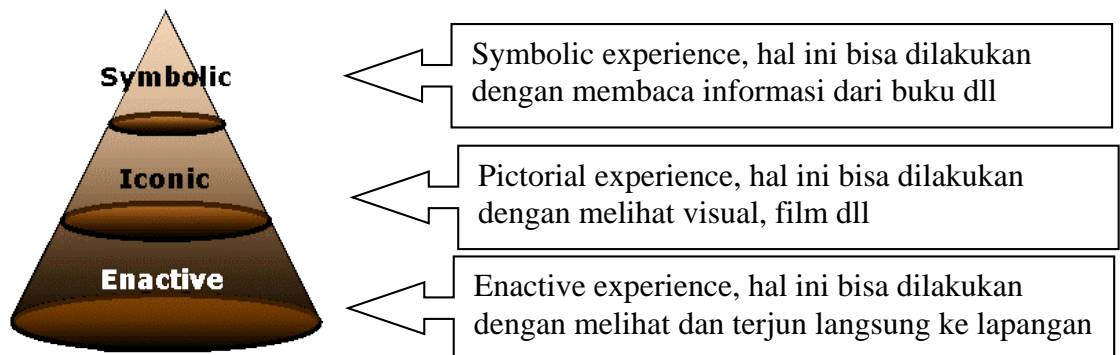 Symbolic
Symbolic experience, hal ini bisa dilakukan
dengan membaca informasi dari buku dll
Iconic
Pictorial experience, hal ini bisa dilakukan
dengan melihat visual, film dll
Enactive
Enactive experience, hal ini bisa dilakukan
dengan melihat dan terjun langsung ke lapangan